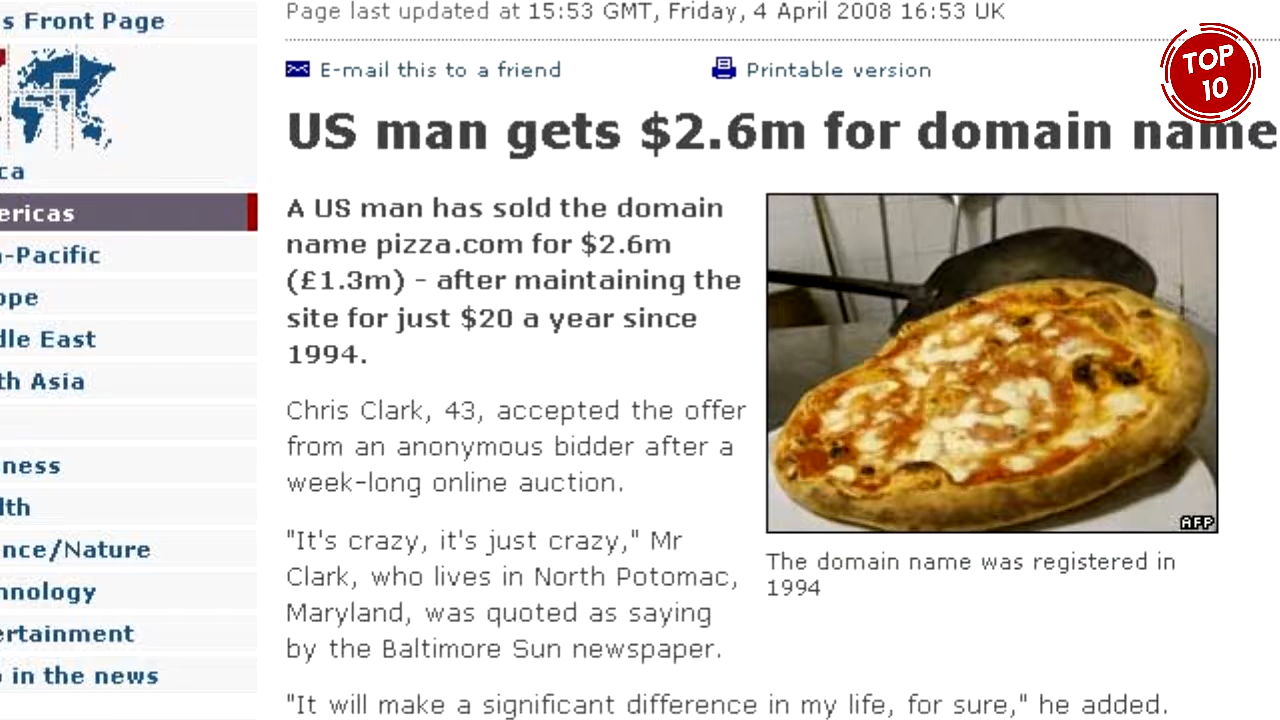 s Front Page
ca
ericas
-Pacific
ope
dle East
th Asia
ness
lth
nce/Nature
hnology
ertainment
in the news
Page last updated at 15:53 GMT, Friday, 4 April 2008 16:53 UK
E-mail this to a friend
Printable version
TOP
10
US man gets $2.6m for domain name
A US man has sold the domain
name pizza.com for $2.6m
(£1.3m) - after maintaining the
site for just $20 a year since
1994.
Chris Clark, 43, accepted the offer
from an anonymous bidder after a
week-long online auction.
"It's crazy, it's just crazy," Mr
Clark, who lives in North Potomac,
Maryland, was quoted as saying
by the Baltimore Sun newspaper.
"It will make a significant difference in my life, for sure," he added.
AFP
The domain name was registered in
1994